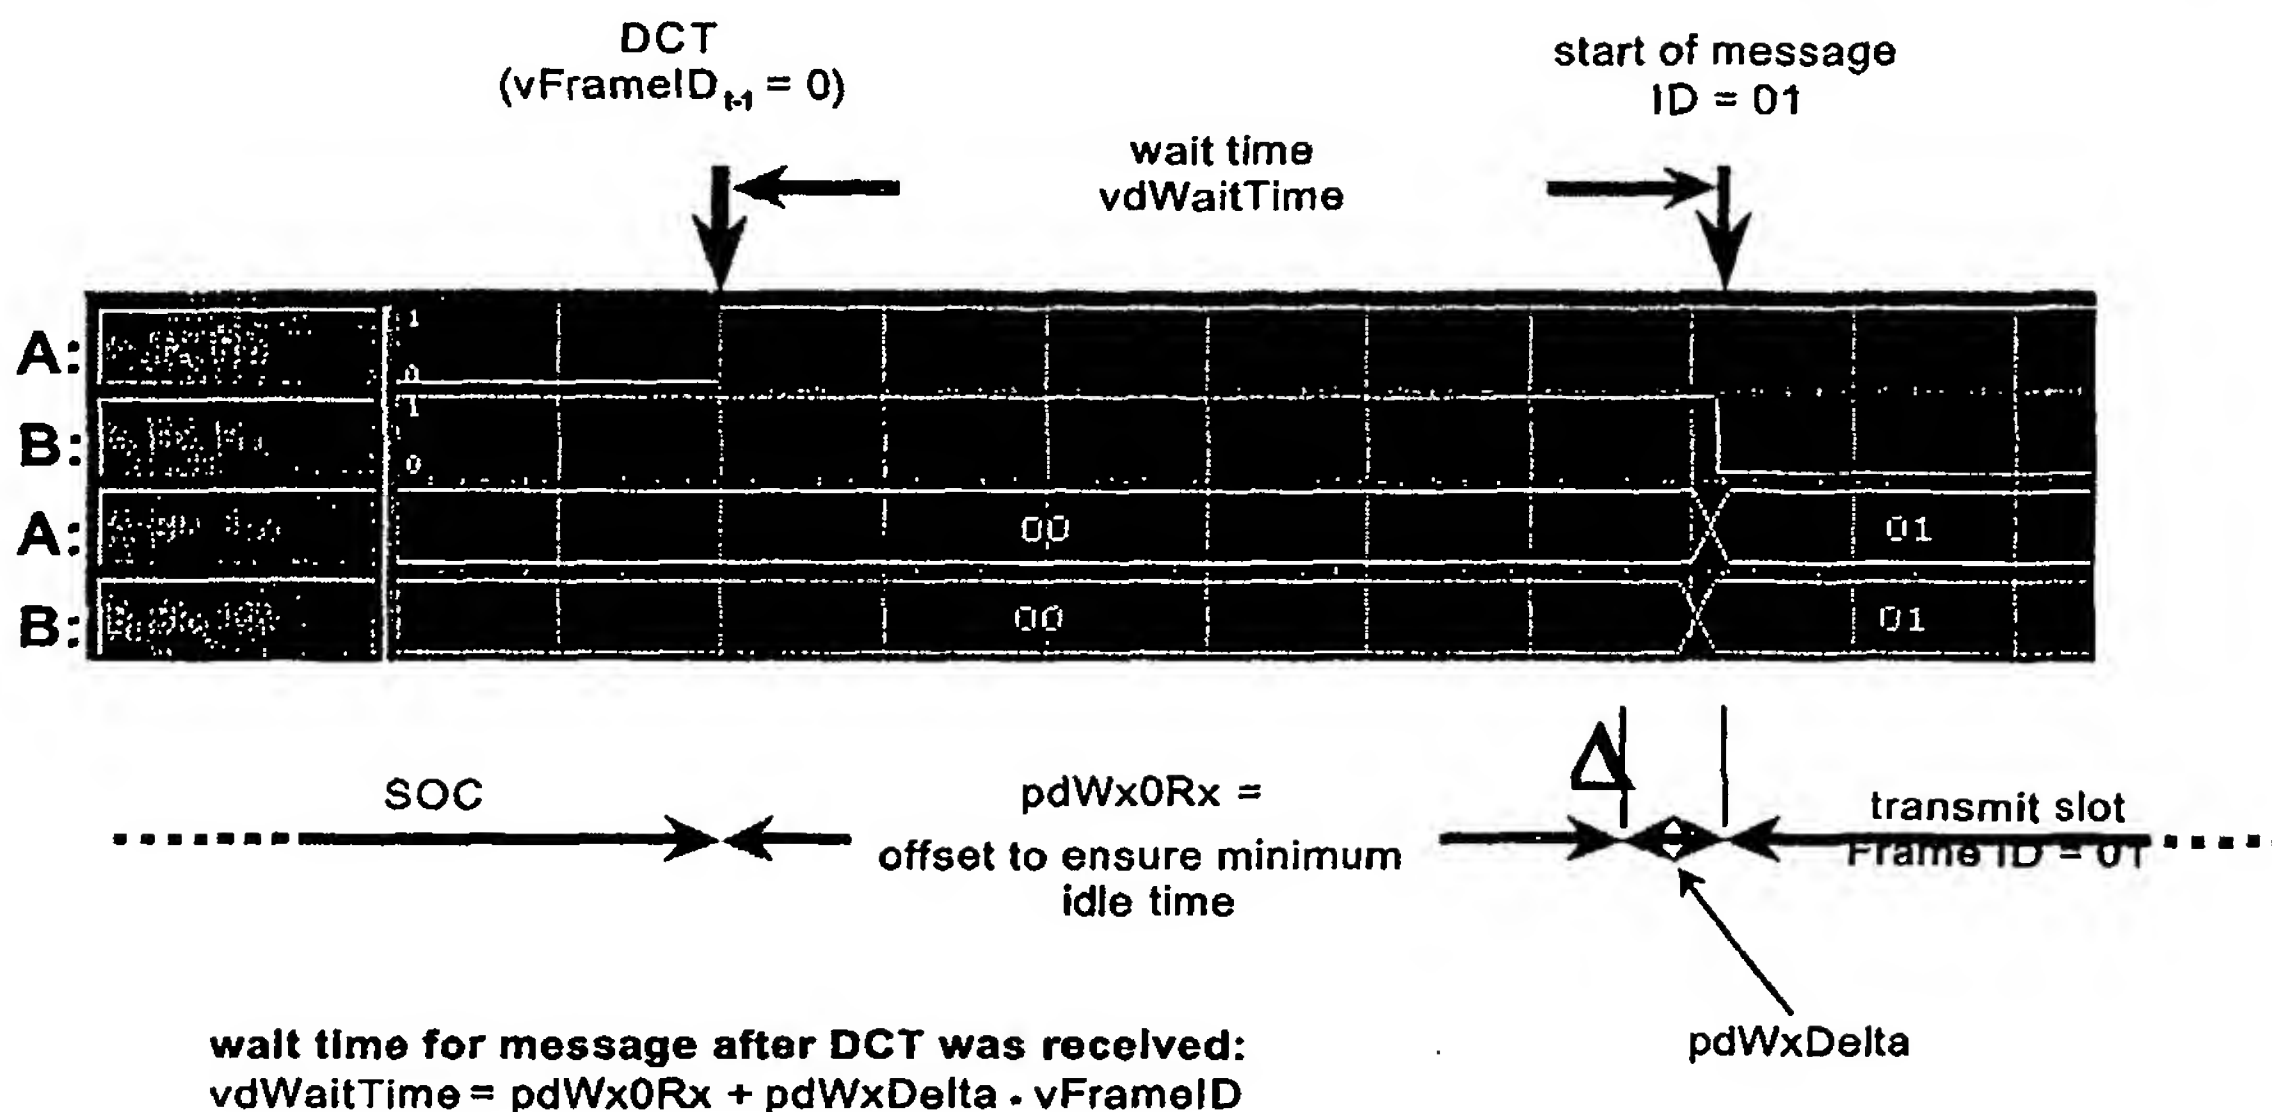 DCT
(vFrameID t-1 = 0)
start of message
ID = 01
wait time
vdWaitTime
A:
1
0
B:
1
0
A:
00
01
B:
00
01
SOC
pdWx0Rx =
offset to ensure minimum
idle time
Δ
transmit slot
Frame ID = 01
pdWxDelta
wait time for message after DCT was received:
vdWaitTime = pdWx0Rx + pdWxDelta • vFrameID